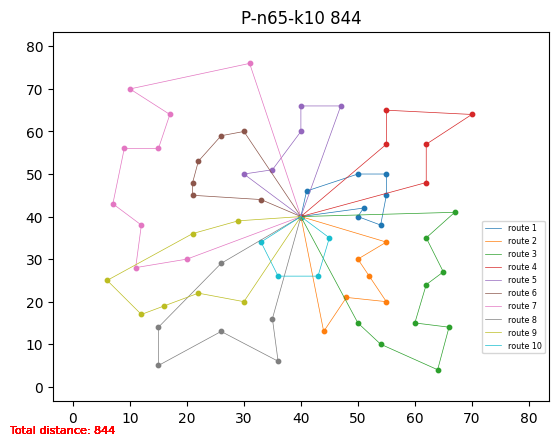 P-n65-k10 844
80
70
60
50
40
30
20
10
0
0 10 20 30 40 50 60 70 80
route 1
route 2
route 3
route 4
route 5
route 6
route 7
route 8
route 9
route 10
Total distance: 844